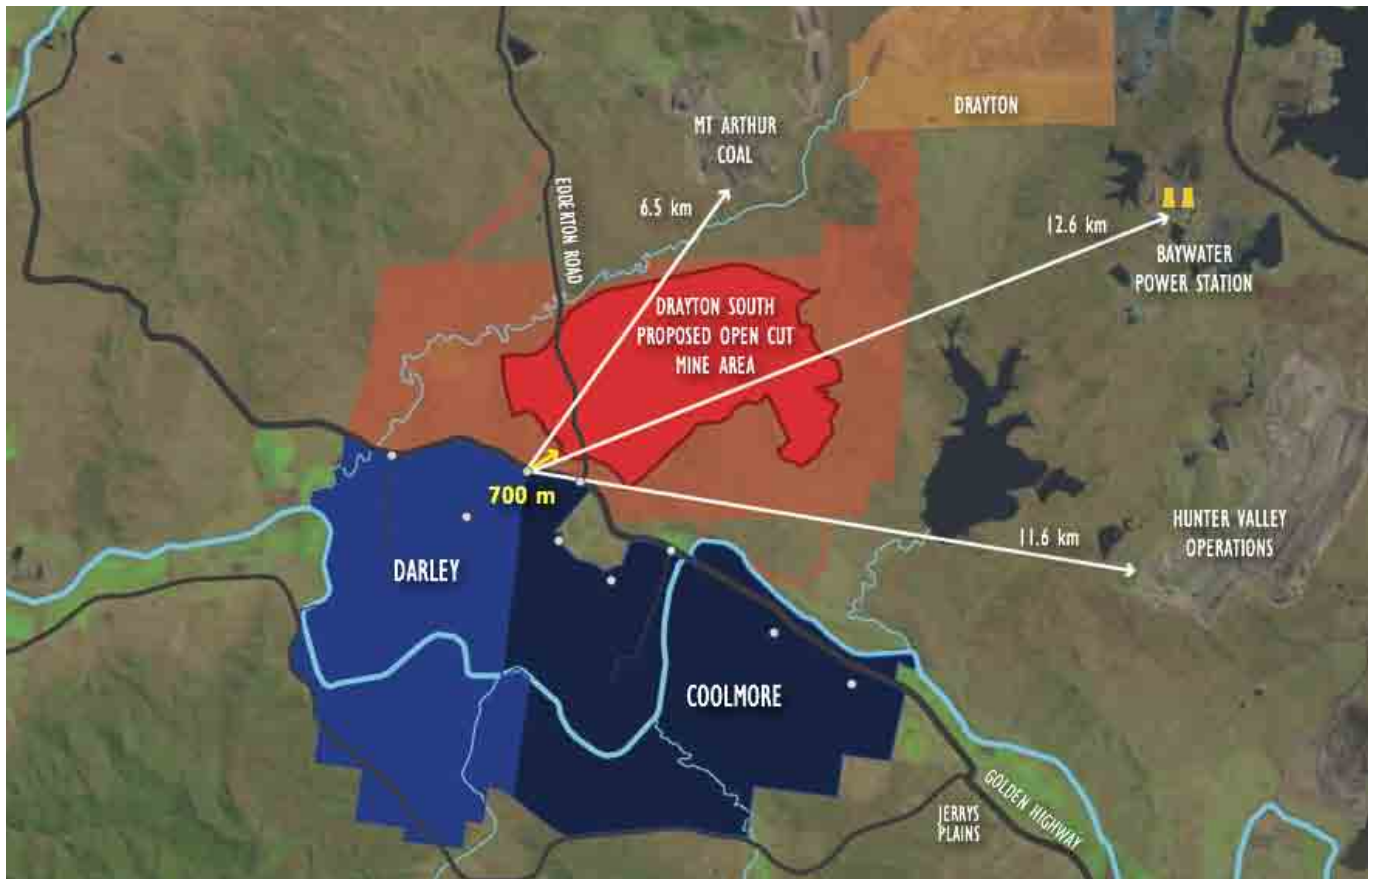 DRAYTON
MT ARTHUR
COAL
EDDERTON ROAD
6.5 km
12.6 km
BAYWATER
POWER STATION
DRAYTON SOUTH
PROPOSED OPEN CUT
MINE AREA
700 m
11.6 km
HUNTER VALLEY
OPERATIONS
DARLEY
COOLMORE
GOLDEN HIGHWAY
JERRYS
PLAINS